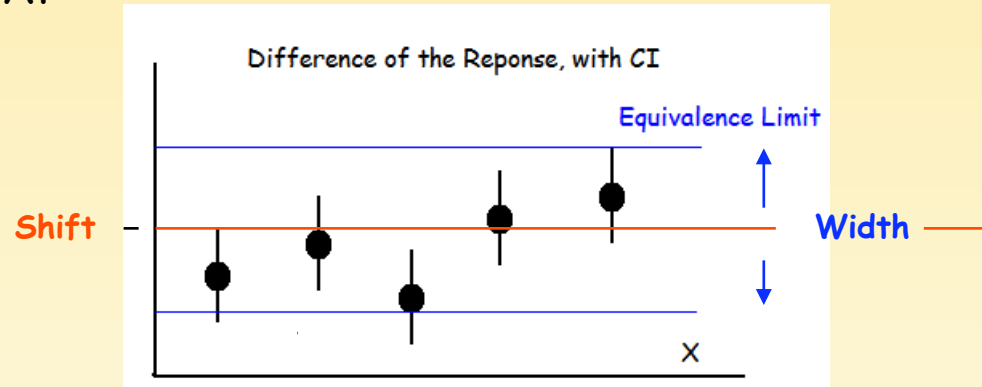 Difference of the Reponse, with CI
Equivalence Limit
Shift
Width
X